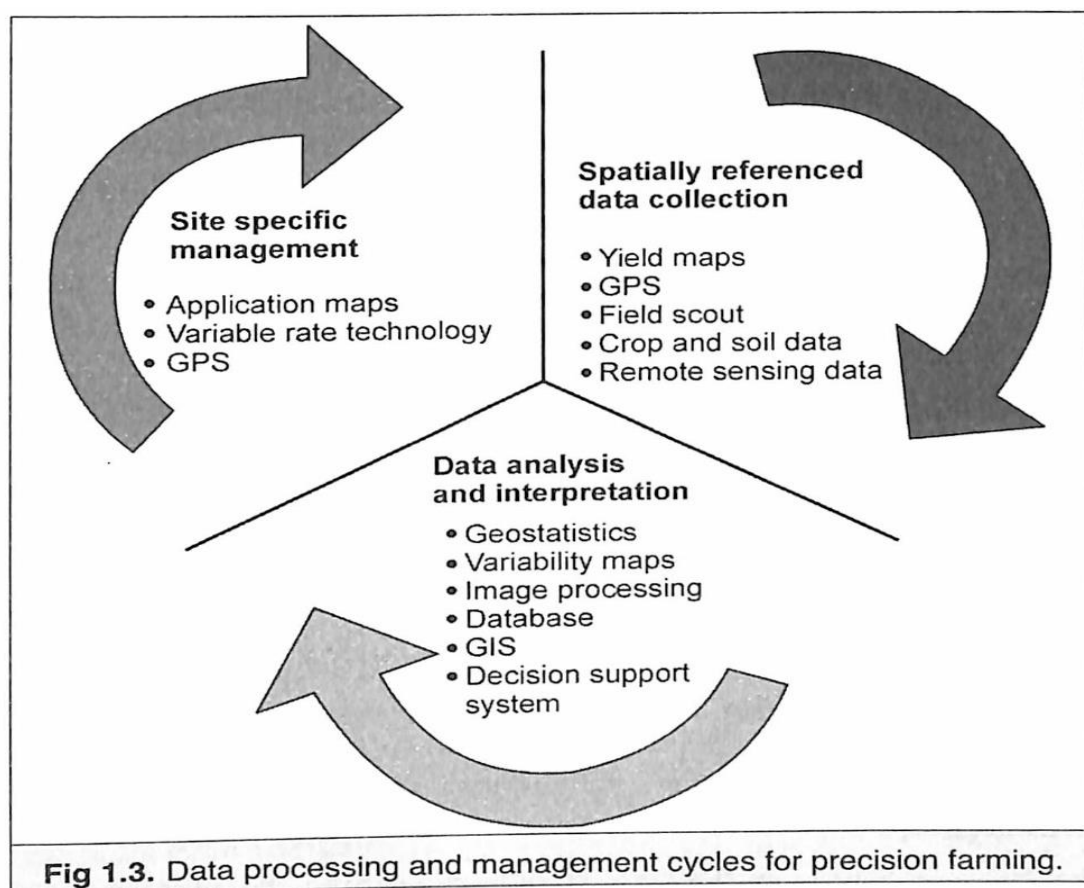 Site specific
management
• Application maps
• Variable rate technology
• GPS
Spatially referenced
data collection
• Yield maps
• GPS
• Field scout
• Crop and soil data
• Remote sensing data
Data analysis
and interpretation
• Geostatistics
• Variability maps
• Image processing
• Database
• GIS
• Decision support
system
Fig 1.3. Data processing and management cycles for precision farming.